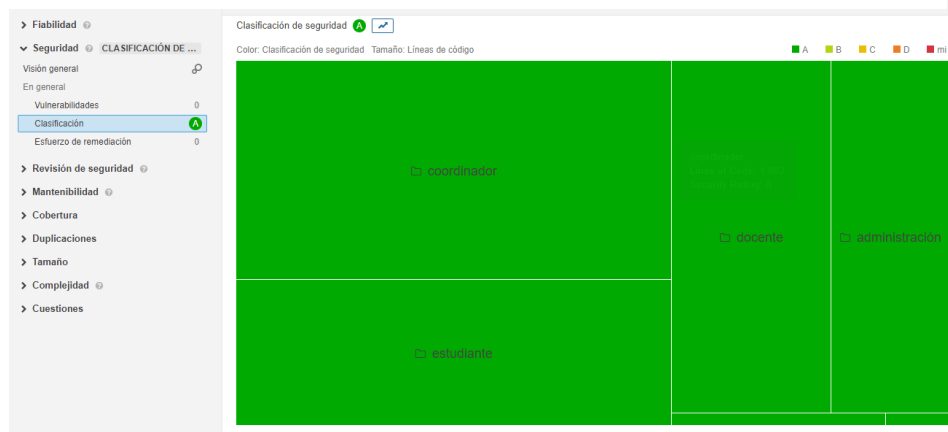 Fiabilidad
Seguridad CLASIFICACIÓN DE ...
Visión general
En general
Vulnerabilidades 0
Clasificación A
Esfuerzo de remediación 0
Revisión de seguridad
Mantenibilidad
Cobertura
Duplicaciones
Tamaño
Complejidad
Cuestiones
Clasificación de seguridad A
Color: Clasificación de seguridad Tamaño: Líneas de código
A B C D mi
coordinador
estudiante
docente
administración